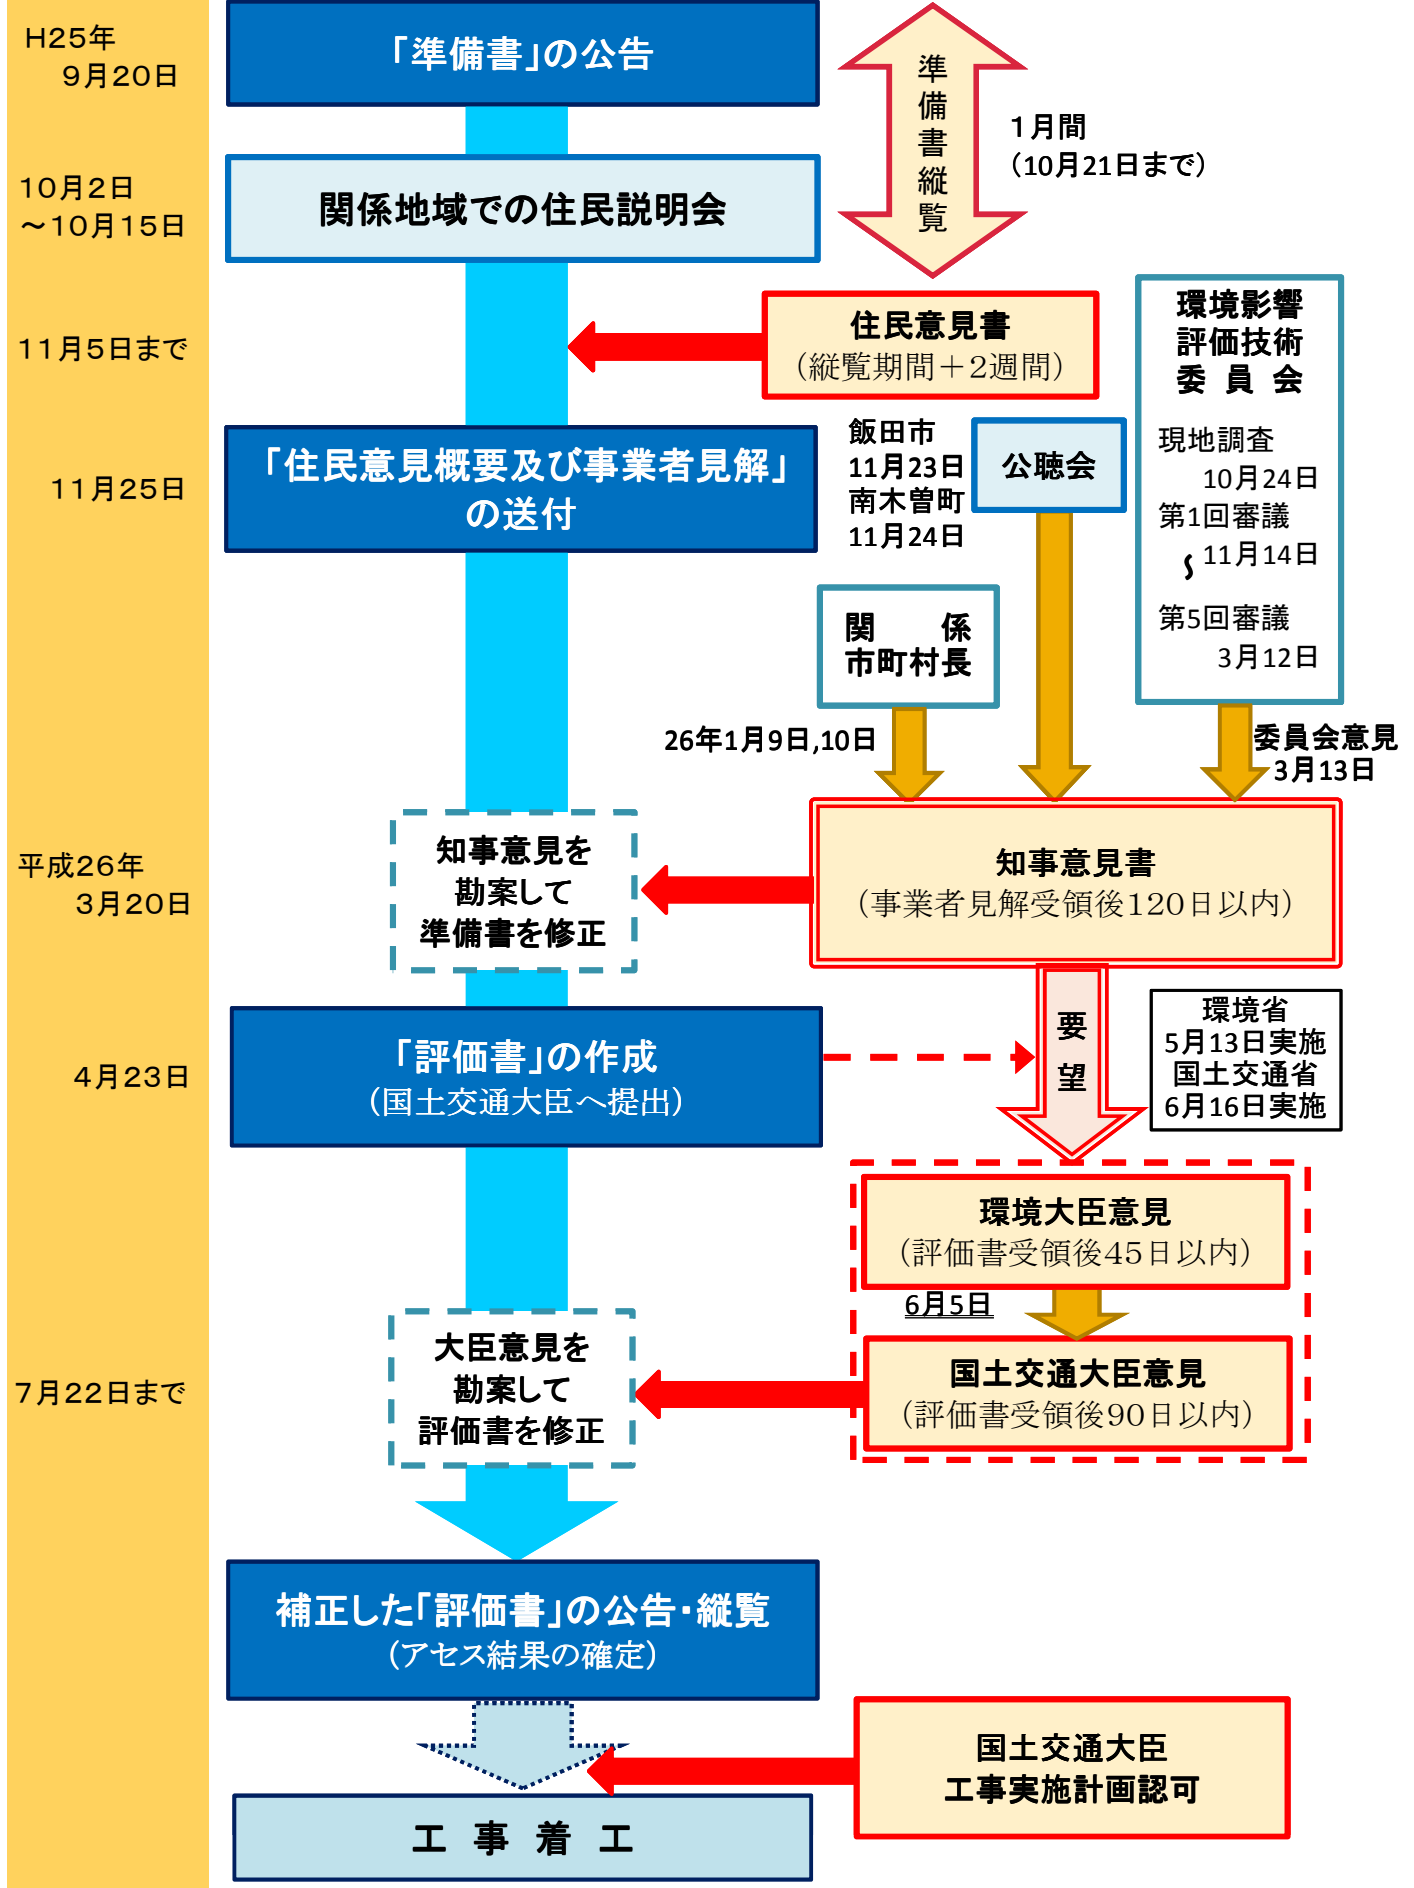 H25年
9月20日
「準備書」の公告
準備書縦覧
1月間
(10月21日まで)
10月2日
～10月15日
関係地域での住民説明会
11月5日まで
住民意見書
(縦覧期間＋2週間)
環境影響
評価技術
委員会
現地調査
10月24日
第1回審議
～11月14日
第5回審議
3月12日
11月25日
「住民意見概要及び事業者見解」
の送付
飯田市
11月23日
南木曽町
11月24日
公聴会
関係
市町村長
26年1月9日,10日
委員会意見
3月13日
平成26年
3月20日
知事意見を
勘案して
準備書を修正
知事意見書
(事業者見解受領後120日以内)
4月23日
「評価書」の作成
(国土交通大臣へ提出)
要望
環境省
5月13日実施
国土交通省
6月16日実施
環境大臣意見
(評価書受領後45日以内)
6月5日
7月22日まで
大臣意見を
勘案して
評価書を修正
国土交通大臣意見
(評価書受領後90日以内)
補正した「評価書」の公告・縦覧
(アセス結果の確定)
国土交通大臣
工事実施計画認可
工事着工